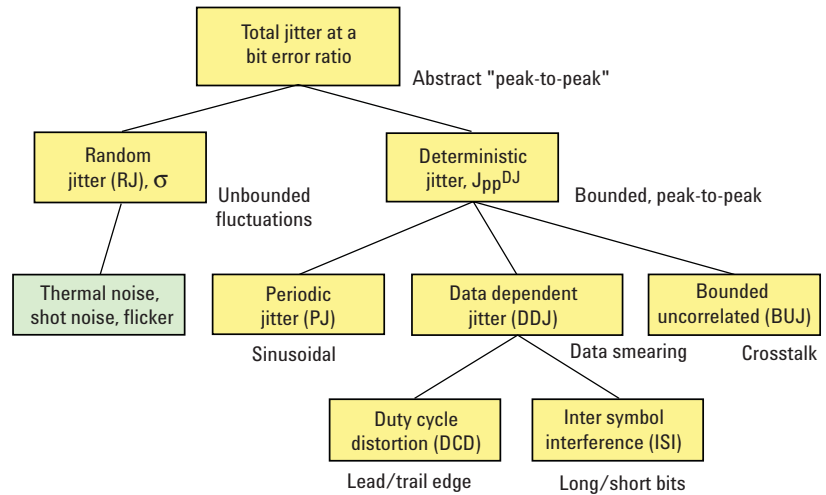 Total jitter at a
bit error ratio
Abstract "peak-to-peak"
Random
jitter (RJ), σ
Unbounded
fluctuations
Deterministic
jitter, JppDJ
Bounded, peak-to-peak
Thermal noise,
shot noise, flicker
Periodic
jitter (PJ)
Sinusoidal
Data dependent
jitter (DDJ)
Data smearing
Bounded
uncorrelated (BUJ)
Crosstalk
Duty cycle
distortion (DCD)
Lead/trail edge
Inter symbol
interference (ISI)
Long/short bits